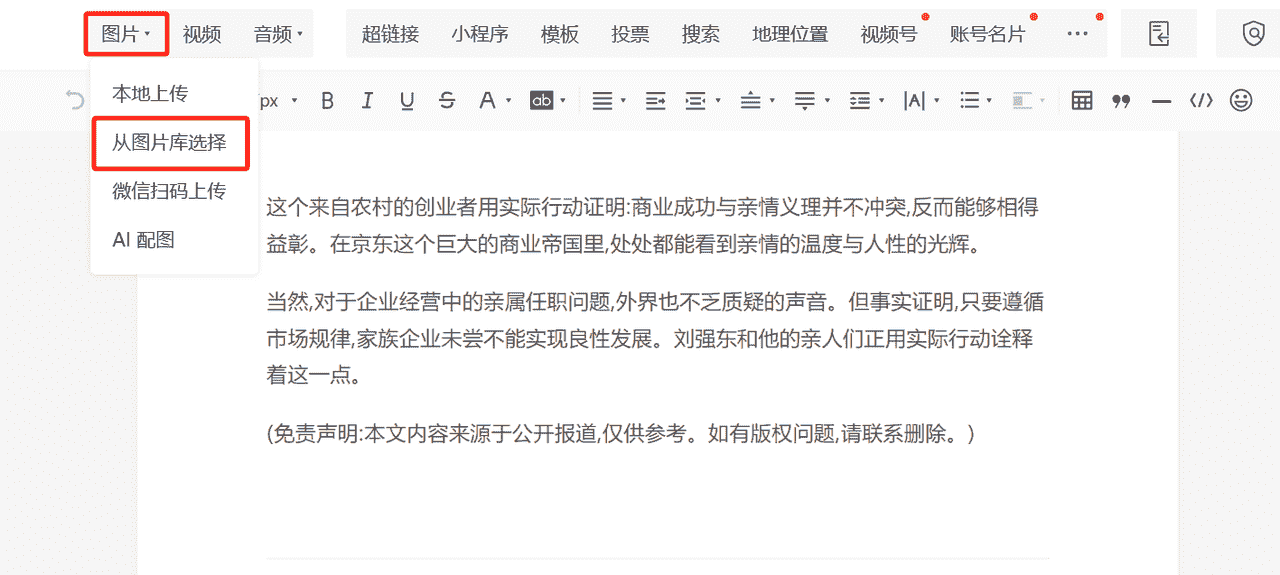 图片 视频 音频 超链接 小程序 模板 投票 搜索 地理位置 视频号 账号名片 ···
本地上传
px B I U S A ab |A| </>
从图片库选择
微信扫码上传
AI 配图
这个来自农村的创业者用实际行动证明:商业成功与亲情义理并不冲突,反而能够相得
益彰。在京东这个巨大的商业帝国里,处处都能看到亲情的温度与人性的光辉。
当然,对于企业经营中的亲属任职问题,外界也不乏质疑的声音。但事实证明,只要遵循
市场规律,家族企业未尝不能实现良性发展。刘强东和他的亲人们正用实际行动诠释
着这一点。
(免责声明:本文内容来源于公开报道,仅供参考。如有版权问题,请联系删除。)